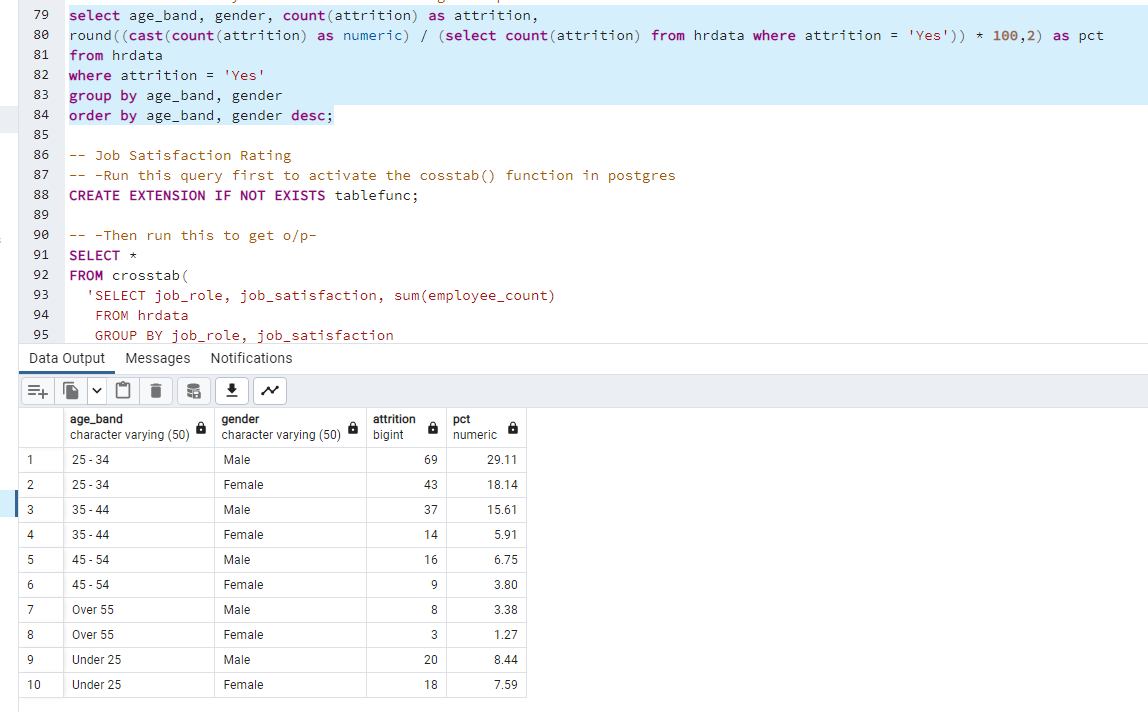 79 select age_band, gender, count(attrition) as attrition,
80 round((cast(count(attrition) as numeric) / (select count(attrition) from hrdata where attrition = 'Yes')) * 100,2) as pct
81 from hrdata
82 where attrition = 'Yes'
83 group by age_band, gender
84 order by age_band, gender desc;
85
86 -- Job Satisfaction Rating
87 -- -Run this query first to activate the cosstab() function in postgres
88 CREATE EXTENSION IF NOT EXISTS tablefunc;
89
90 -- -Then run this to get o/p-
91 SELECT *
92 FROM crosstab(
93 'SELECT job_role, job_satisfaction, sum(employee_count)
94 FROM hrdata
95 GROUP BY job_role, job_satisfaction
Data Output Messages Notifications
age_band gender attrition pct
character varying (50) character varying (50) bigint numeric
1 25 - 34 Male 69 29.11
2 25 - 34 Female 43 18.14
3 35 - 44 Male 37 15.61
4 35 - 44 Female 14 5.91
5 45 - 54 Male 16 6.75
6 45 - 54 Female 9 3.80
7 Over 55 Male 8 3.38
8 Over 55 Female 3 1.27
9 Under 25 Male 20 8.44
10 Under 25 Female 18 7.59